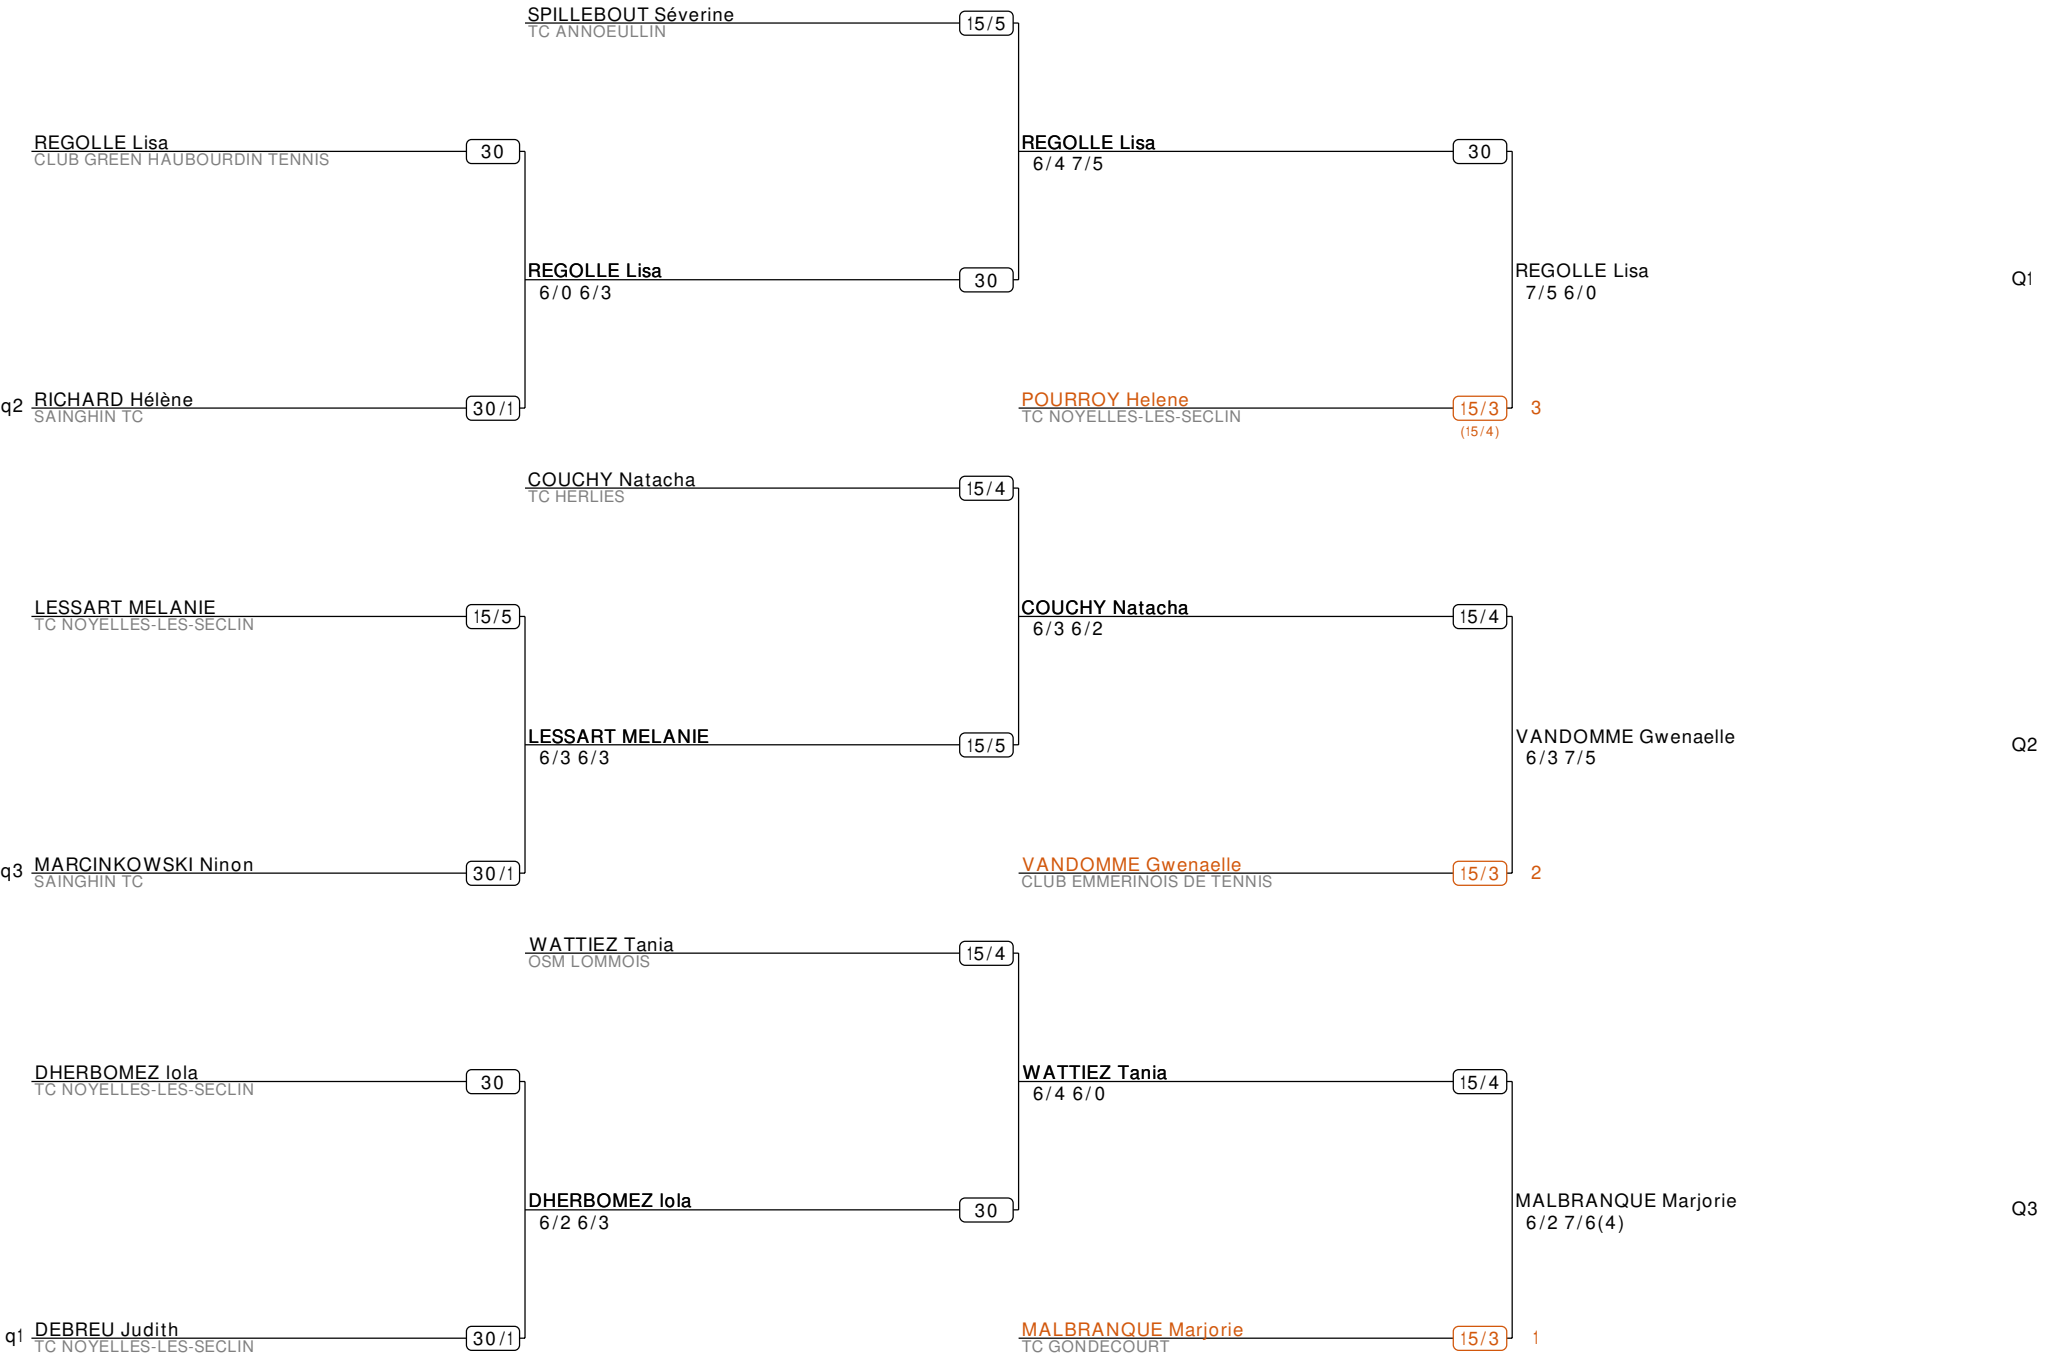 SPILLEBOUT Séverine 15/5
TC ANNOEULLIN
REGOLLE Lisa 30 REGOLLE Lisa 30
CLUB GREEN HAUBOURDIN TENNIS 6/4 7/5
REGOLLE Lisa 30 REGOLLE Lisa Q1
6/0 6/3 7/5 6/0
q2 RICHARD Hélène 30/1 POURROY Helene 15/3 3
SAINGHIN TC TC NOYELLES-LES-SECLIN (15/4)
COUCHY Natacha 15/4
TC HERLIES
LESSART MELANIE 15/5 COUCHY Natacha 15/4
TC NOYELLES-LES-SECLIN 6/3 6/2
LESSART MELANIE 15/5 VANDOMME Gwenaelle Q2
6/3 6/3 6/3 7/5
q3 MARCINKOWSKI Ninon 30/1 VANDOMME Gwenaelle 15/3 2
SAINGHIN TC CLUB EMMERINOIS DE TENNIS
WATTIEZ Tania 15/4
OSM LOMMOIS
DHERBOMEZ lola 30 WATTIEZ Tania 15/4
TC NOYELLES-LES-SECLIN 6/4 6/0
DHERBOMEZ lola 30 MALBRANQUE Marjorie Q3
6/2 6/3 6/2 7/6(4)
q1 DEBREU Judith 30/1 MALBRANQUE Marjorie 15/3 1
TC NOYELLES-LES-SECLIN TC GONDECOURT